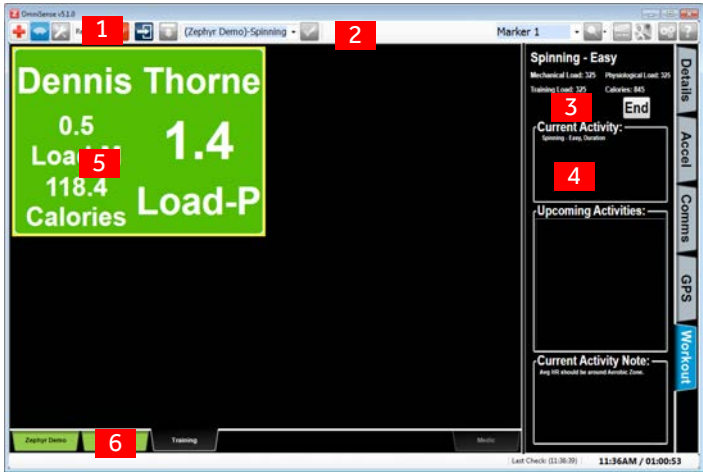 OmniSense v5.1.0
1
(Zephyr Demo)-Spinning
2
Marker 1
Dennis Thorne
0.5
1.4
5
118.4
Calories
Load-P
Spinning - Easy
Mechanical Load: 325 Physiological Load: 325
Training Load: 325 Calories: 845
3
End
Current Activity:
Spinning - Easy, Duration
4
Upcoming Activities:
Current Activity Note:
Avg HR should be around Aerobic Zone.
Details
Accel
Comms
GPS
Workout
Zephyr Demo
6
Training
Medic
Last Check: (11:36:39)
11:36AM / 01:00:53